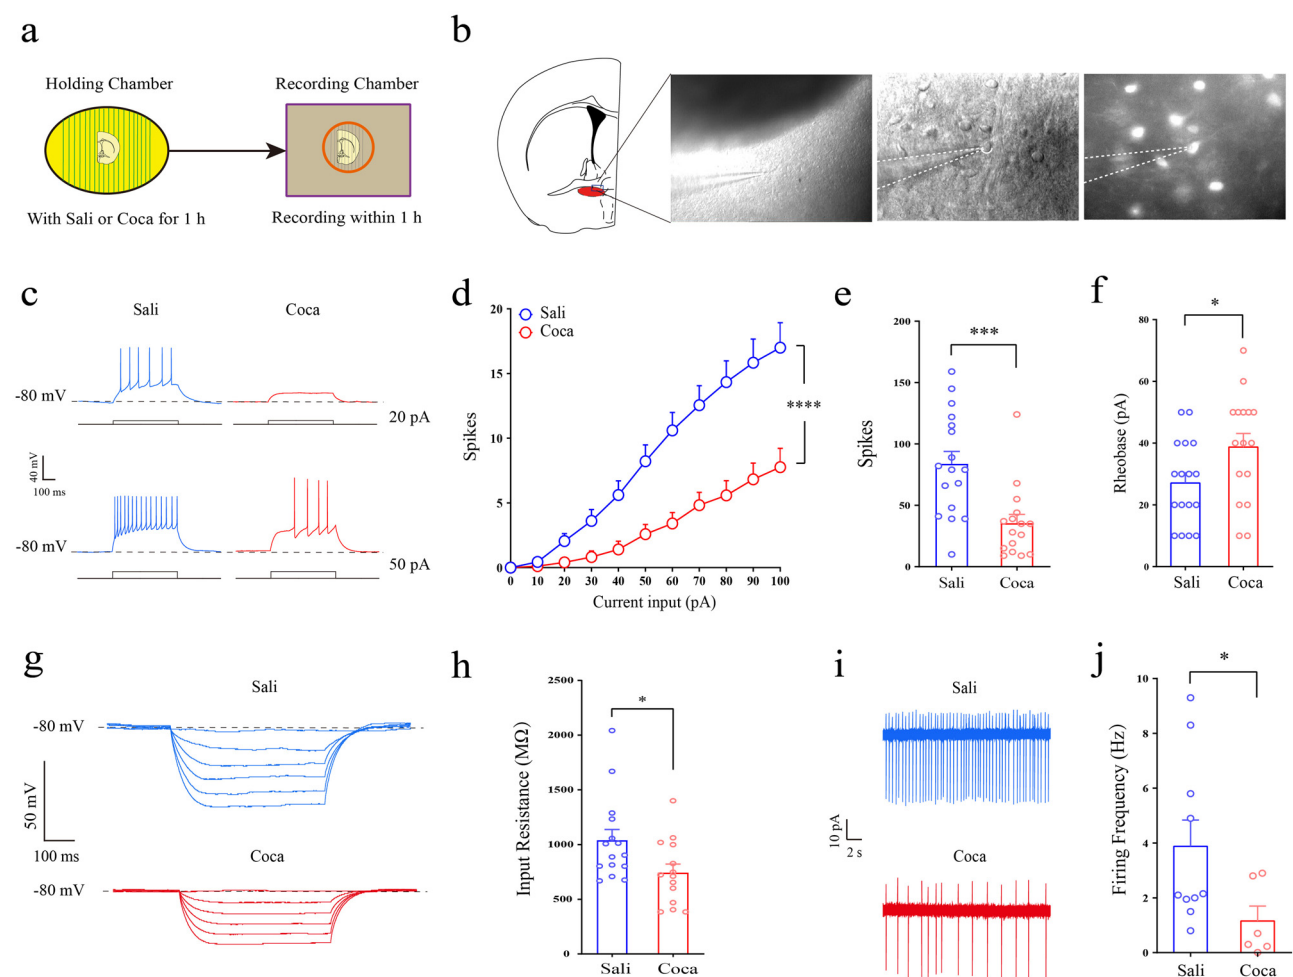 a
Holding Chamber
Recording Chamber
With Sali or Coca for 1 h
Recording within 1 h
b
c
Sali
Coca
-80 mV
20 pA
40 mV
100 ms
-80 mV
50 pA
d
Sali
Coca
20
15
10
5
0
Spikes
****
0 10 20 30 40 50 60 70 80 90 100
Current input (pA)
e
200
150
100
50
0
Spikes
***
Sali
Coca
f
80
60
40
20
0
Rheobase (pA)
*
Sali
Coca
g
Sali
-80 mV
50 mV
100 ms
Coca
-80 mV
h
2500
2000
1500
1000
500
0
Input Resistance (MΩ)
*
Sali
Coca
i
Sali
10 pA
2 s
Coca
j
10
8
6
4
2
0
Firing Frequency (Hz)
*
Sali
Coca